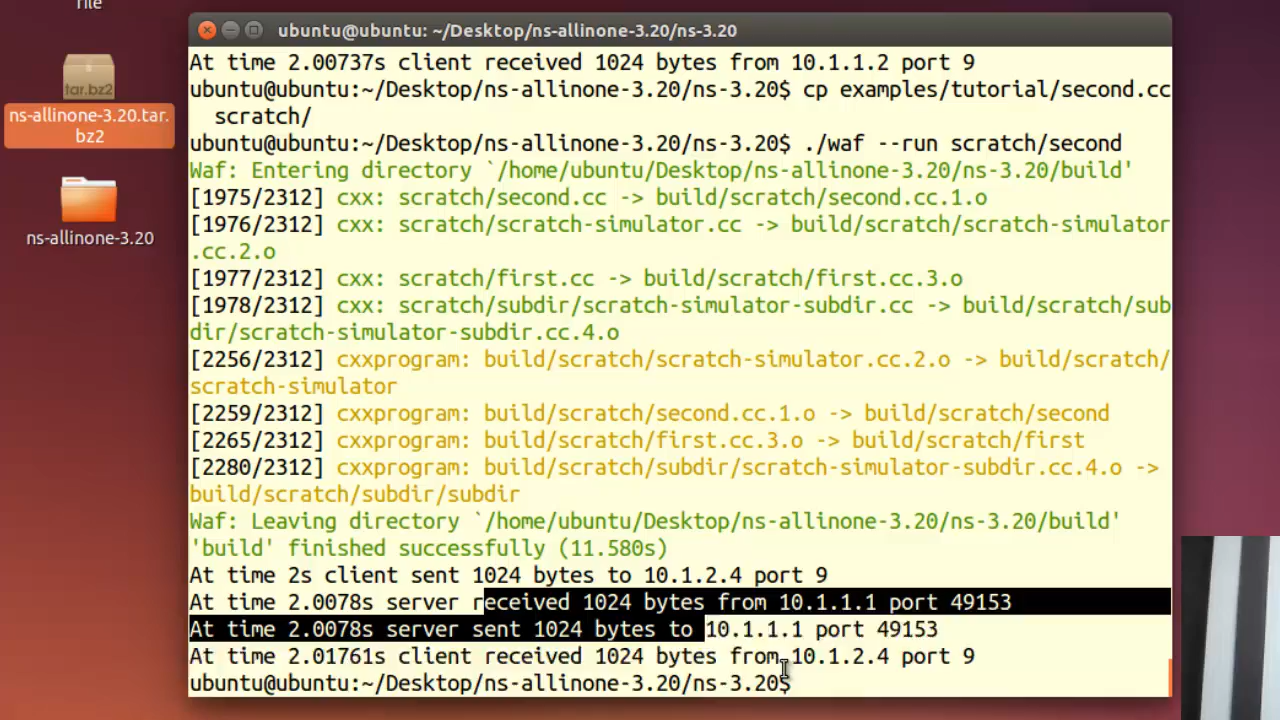 file
ns-allinone-3.20.tar.
bz2
ns-allinone-3.20
tar.bz2
ubuntu@ubuntu: ~/Desktop/ns-allinone-3.20/ns-3.20
At time 2.00737s client received 1024 bytes from 10.1.1.2 port 9
ubuntu@ubuntu:~/Desktop/ns-allinone-3.20/ns-3.20$ cp examples/tutorial/second.cc
scratch/
ubuntu@ubuntu:~/Desktop/ns-allinone-3.20/ns-3.20$ ./waf --run scratch/second
Waf: Entering directory `/home/ubuntu/Desktop/ns-allinone-3.20/ns-3.20/build'
[1975/2312] cxx: scratch/second.cc -> build/scratch/second.cc.1.o
[1976/2312] cxx: scratch/scratch-simulator.cc -> build/scratch/scratch-simulator
.cc.2.o
[1977/2312] cxx: scratch/first.cc -> build/scratch/first.cc.3.o
[1978/2312] cxx: scratch/subdir/scratch-simulator-subdir.cc -> build/scratch/sub
dir/scratch-simulator-subdir.cc.4.o
[2256/2312] cxxprogram: build/scratch/scratch-simulator.cc.2.o -> build/scratch/
scratch-simulator
[2259/2312] cxxprogram: build/scratch/second.cc.1.o -> build/scratch/second
[2265/2312] cxxprogram: build/scratch/first.cc.3.o -> build/scratch/first
[2280/2312] cxxprogram: build/scratch/subdir/scratch-simulator-subdir.cc.4.o ->
build/scratch/subdir/subdir
Waf: Leaving directory `/home/ubuntu/Desktop/ns-allinone-3.20/ns-3.20/build'
'build' finished successfully (11.580s)
At time 2s client sent 1024 bytes to 10.1.2.4 port 9
At time 2.0078s server received 1024 bytes from 10.1.1.1 port 49153
At time 2.0078s server sent 1024 bytes to 10.1.1.1 port 49153
At time 2.01761s client received 1024 bytes from 10.1.2.4 port 9
ubuntu@ubuntu:~/Desktop/ns-allinone-3.20/ns-3.20$